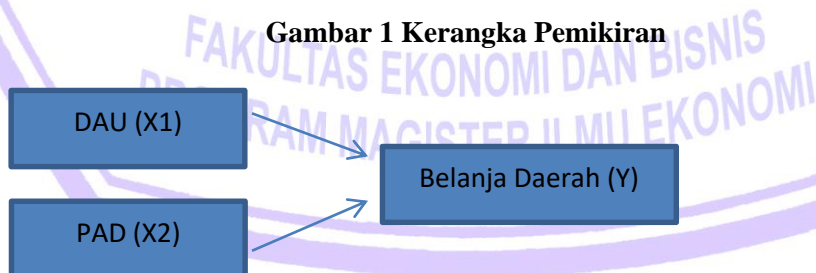 Gambar 1 Kerangka Pemikiran
FAKULTAS EKONOMI DAN BISNIS
PROGRAM MAGISTER ILMU EKONOMI
DAU (X1)
Belanja Daerah (Y)
PAD (X2)